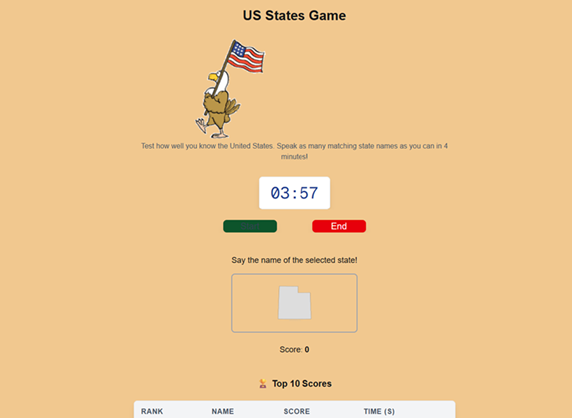 US States Game
Test how well you know the United States. Speak as many matching state names as you can in 4
minutes!
03:57
End
Say the name of the selected state!
Score: 0
Top 10 Scores
RANK NAME SCORE TIME (S)